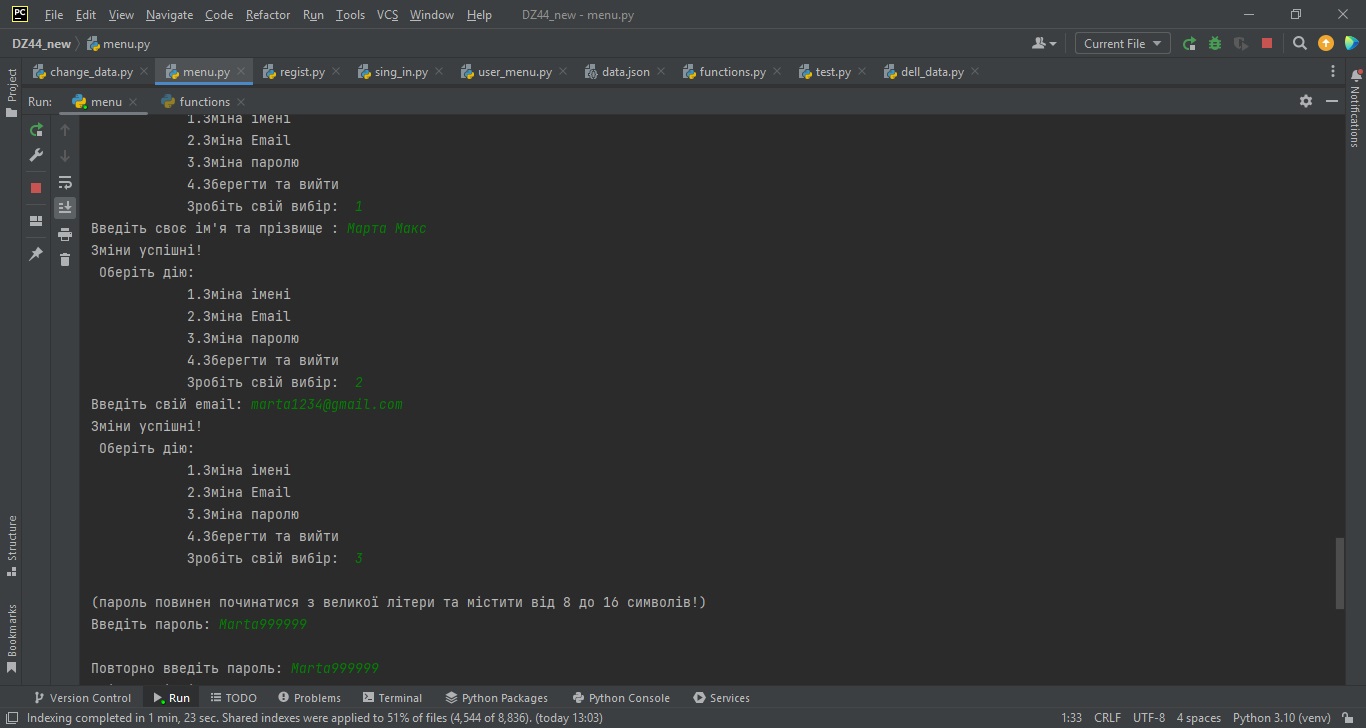 PC File Edit View Navigate Code Refactor Run Tools VCS Window Help DZ44_new - menu.py
DZ44_new menu.py Current File
Project change_data.py menu.py regist.py sing_in.py user_menu.py data.json functions.py test.py dell_data.py
Notifications
Run: menu functions
1.Зміна імені
2.Зміна Email
3.Зміна паролю
4.Зберегти та вийти
Зробіть свій вибір: 1
Введіть своє ім'я та прізвище : Марта Макс
Зміни успішні!
Оберіть дію:
1.Зміна імені
2.Зміна Email
3.Зміна паролю
4.Зберегти та вийти
Зробіть свій вибір: 2
Введіть свій email: marta1234@gmail.com
Зміни успішні!
Оберіть дію:
1.Зміна імені
2.Зміна Email
3.Зміна паролю
4.Зберегти та вийти
Зробіть свій вибір: 3
(пароль повинен починатися з великої літери та містити від 8 до 16 символів!)
Введіть пароль: Marta999999
Повторно введіть пароль: Marta999999
Structure
Bookmarks
Version Control Run TODO Problems Terminal Python Packages Python Console Services
Indexing completed in 1 min, 23 sec. Shared indexes were applied to 51% of files (4,544 of 8,836). (today 13:03) 1:33 CRLF UTF-8 4 spaces Python 3.10 (venv)